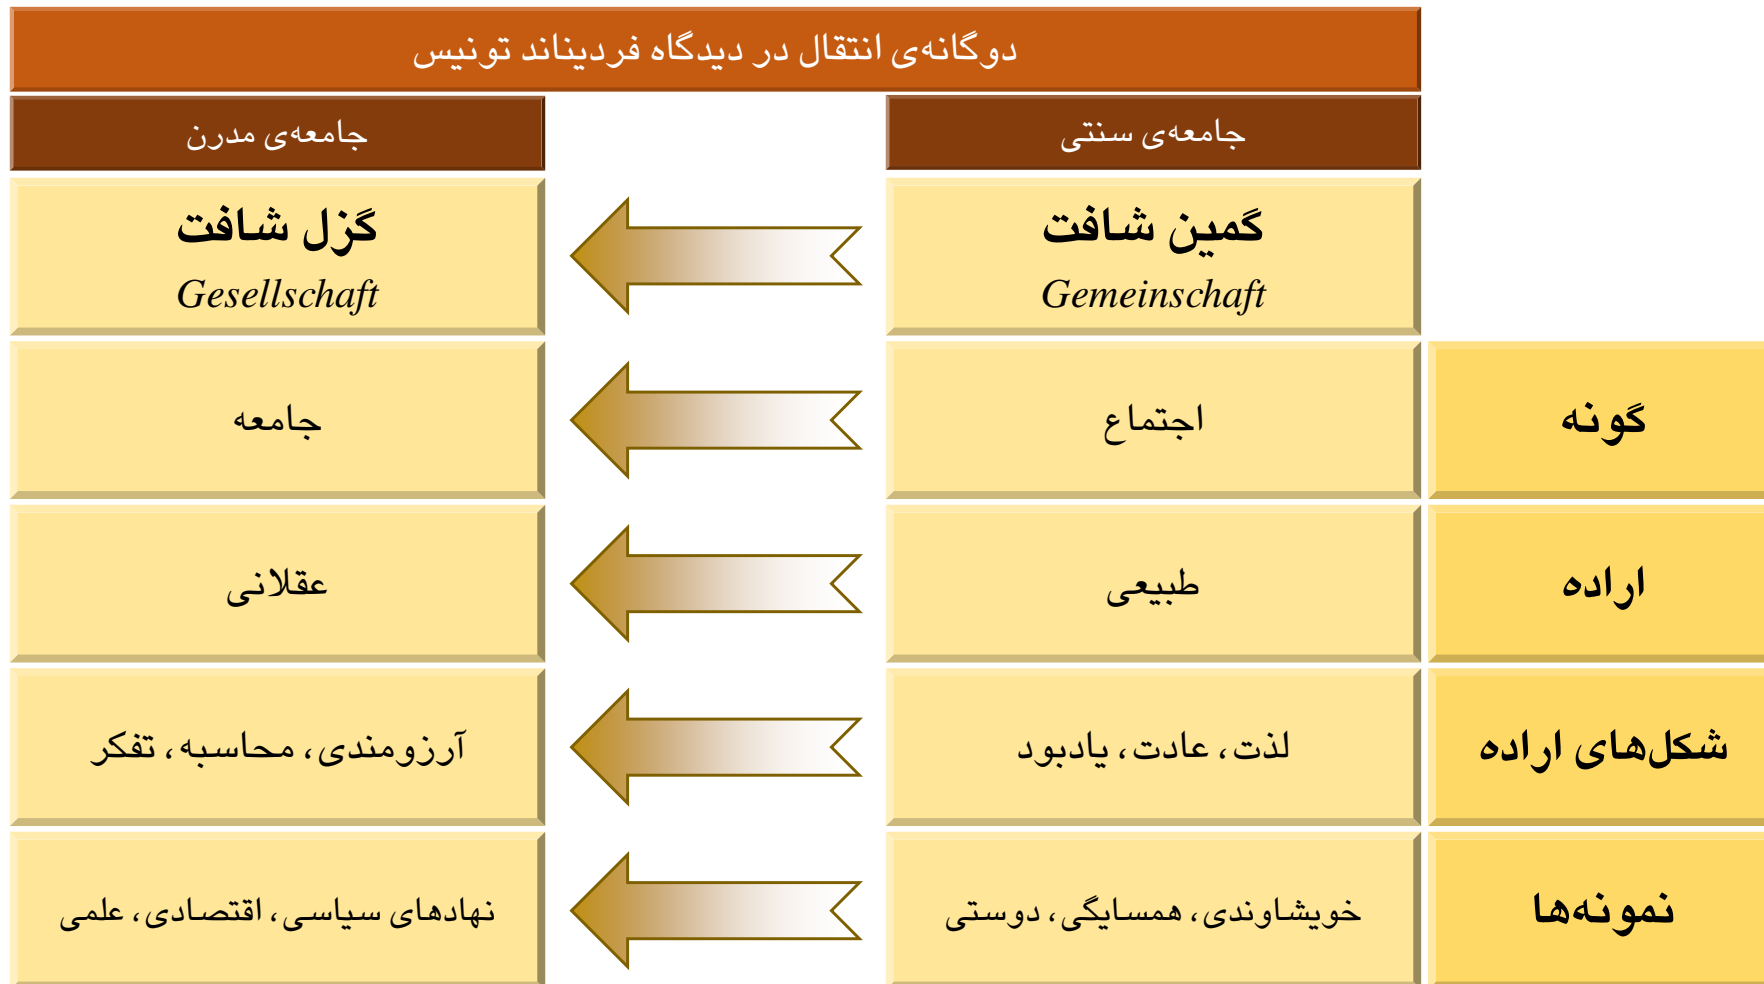 دوگانه‌ی انتقال در دیدگاه فردیناند تونیس
جامعه‌ی سنتی
جامعه‌ی مدرن
گمین شافت
Gemeinschaft
گزل شافت
Gesellschaft
گونه
اجتماع
جامعه
اراده
طبیعی
عقلانی
شکل‌های اراده
لذت، عادت، یادبود
آرزومندی، محاسبه، تفکر
نمونه‌ها
خویشاوندی، همسایگی، دوستی
نهادهای سیاسی، اقتصادی، علمی